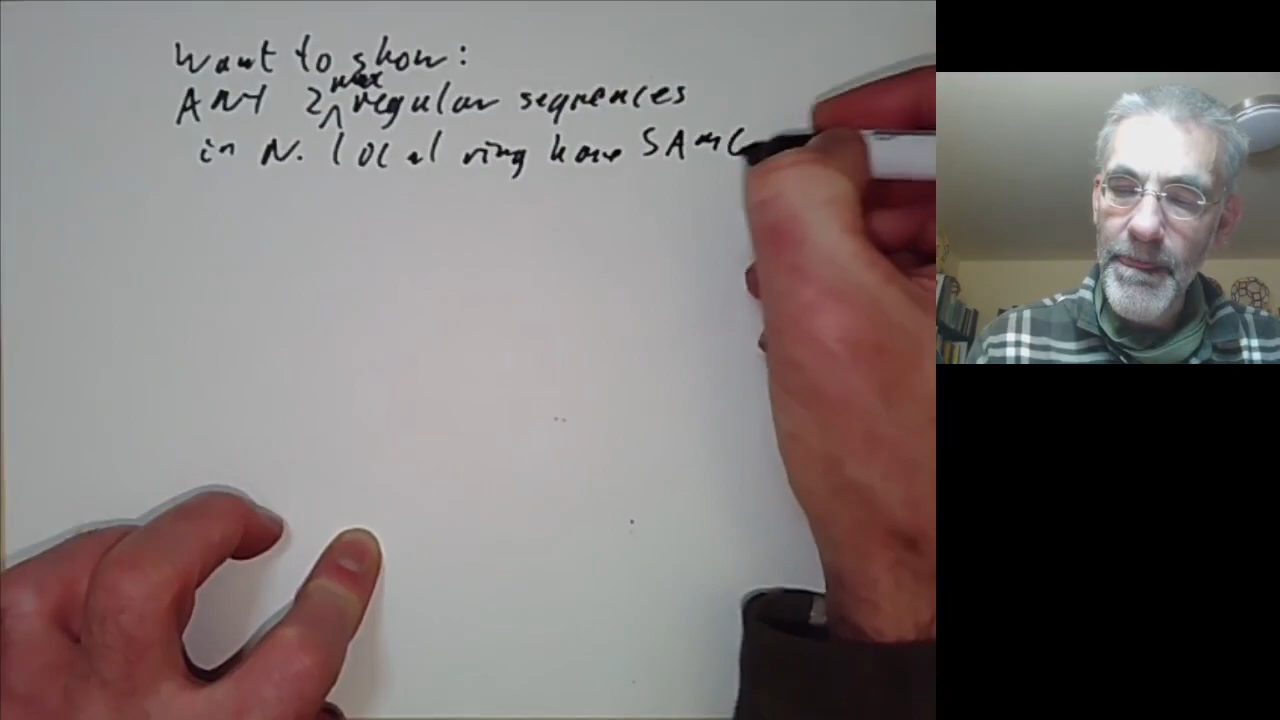 Want to show:
ANY 2 max regular sequences
in N. local ring have SAME